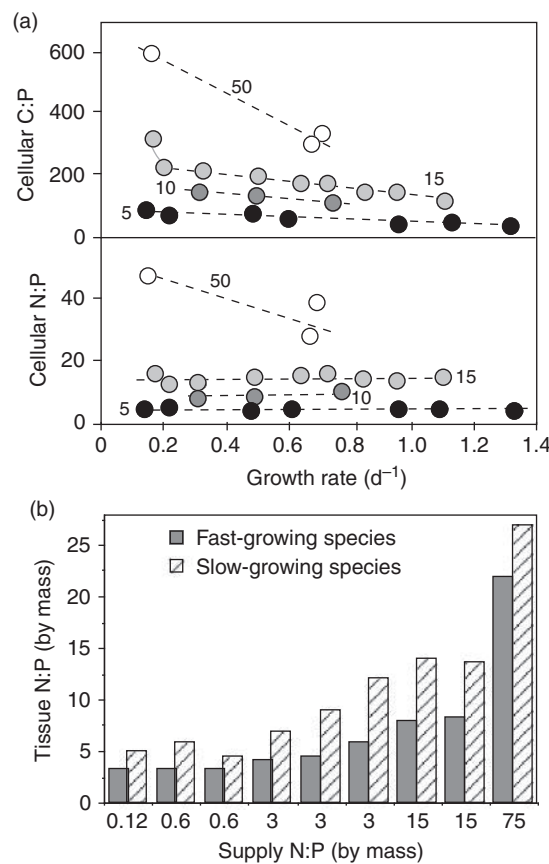 (a)
Cellular C:P
600
400
200
0
50
10
15
5
Cellular N:P
40
20
0
50
5
10
15
0 0.2 0.4 0.6 0.8 1.0 1.2 1.4
Growth rate (d⁻¹)
(b)
Fast-growing species
Slow-growing species
Tissue N:P (by mass)
25
20
15
10
5
0
0.12 0.6 0.6 3 3 3 15 15 75
Supply N:P (by mass)